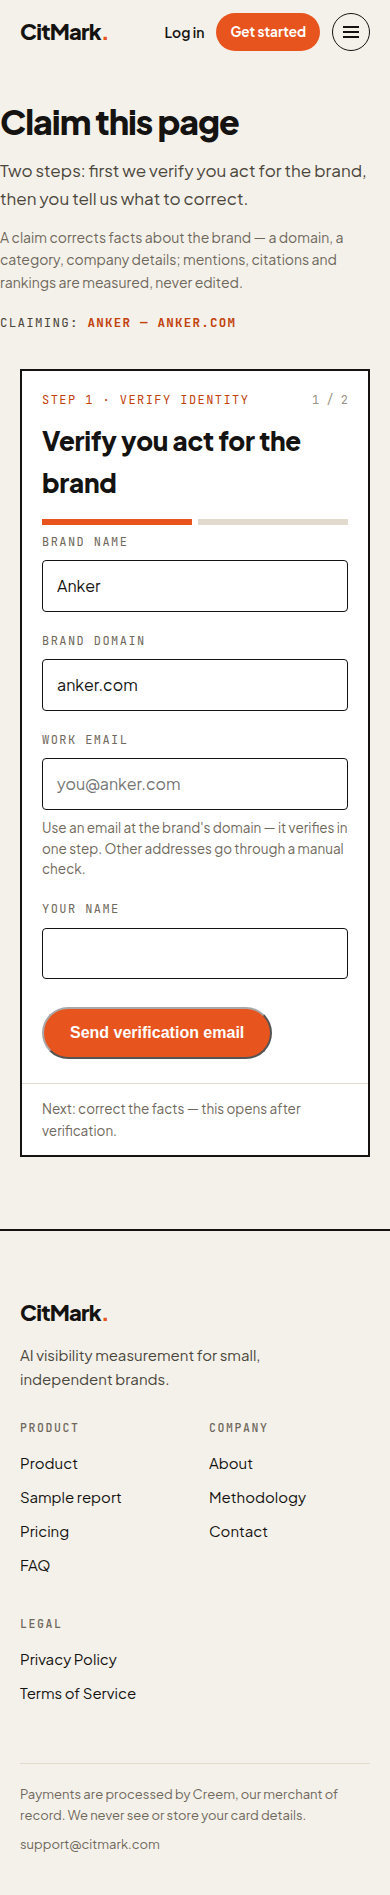 CitMark.
Log in
Get started
Claim this page
Two steps: first we verify you act for the brand,
then you tell us what to correct.
A claim corrects facts about the brand — a domain, a
category, company details; mentions, citations and
rankings are measured, never edited.
CLAIMING: ANKER — ANKER.COM
STEP 1 · VERIFY IDENTITY
1 / 2
Verify you act for the
brand
BRAND NAME
Anker
BRAND DOMAIN
anker.com
WORK EMAIL
you@anker.com
Use an email at the brand's domain — it verifies in
one step. Other addresses go through a manual
check.
YOUR NAME
Send verification email
Next: correct the facts — this opens after
verification.
CitMark.
AI visibility measurement for small,
independent brands.
PRODUCT
Product
Sample report
Pricing
FAQ
COMPANY
About
Methodology
Contact
LEGAL
Privacy Policy
Terms of Service
Payments are processed by Creem, our merchant of
record. We never see or store your card details.
support@citmark.com